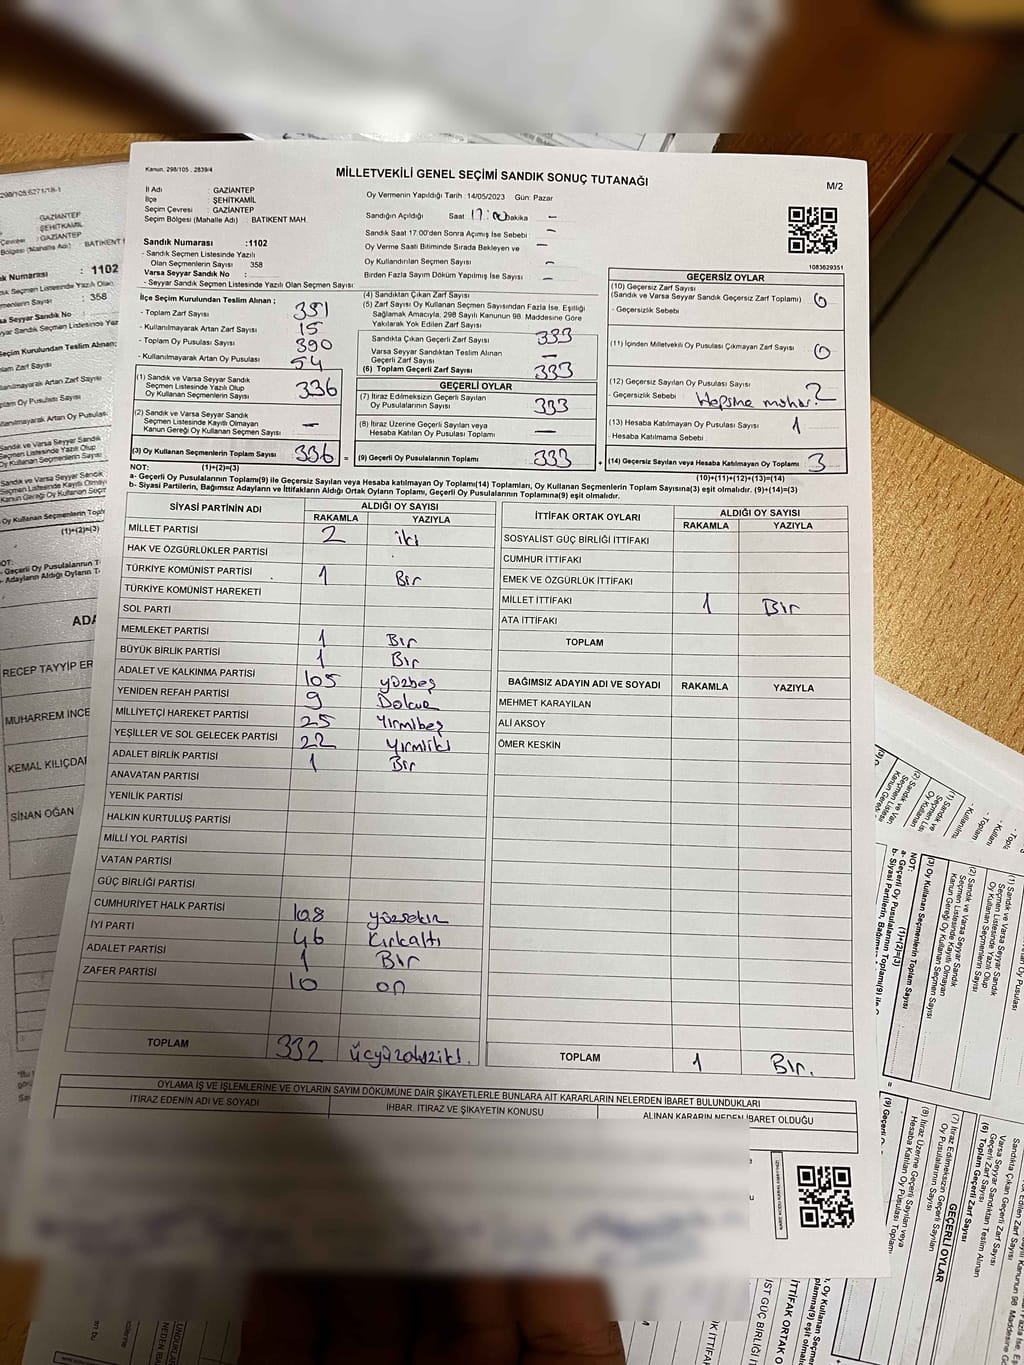 Kanun, 298/105 , 2839/4
MİLLETVEKİLİ GENEL SEÇİMİ SANDIK SONUÇ TUTANAĞI
M/2
İl Adı : GAZİANTEP
İlçe : ŞEHİTKAMİL
Seçim Çevresi : GAZİANTEP
Seçim Bölgesi (Mahalle Adı) : BATIKENT MAH.
Oy Vermenin Yapıldığı Tarih : 14/05/2023 Gün: Pazar
Sandığın Açıldığı Saat 17:00 Dakika –
Sandık Saat 17:00'den Sonra Açılmış İse Sebebi –
Oy Verme Saati Bitiminde Sırada Bekleyen ve
Oy Kullandırılan Seçmen Sayısı –
Birden Fazla Sayım Döküm Yapılmış İse Sayısı –
1083629351
Sandık Numarası :1102
- Sandık Seçmen Listesinde Yazılı
Olan Seçmenlerin Sayısı 358
Varsa Seyyar Sandık No :
- Seyyar Sandık Seçmen Listesinde Yazılı Olan Seçmen Sayısı:
İlçe Seçim Kurulundan Teslim Alınan ;
- Toplam Zarf Sayısı 351
- Kullanılmayarak Artan Zarf Sayısı 15
- Toplam Oy Pusulası Sayısı 390
- Kullanılmayarak Artan Oy Pusulası 54
(1) Sandık ve Varsa Seyyar Sandık
Seçmen Listesinde Yazılı Olup
Oy Kullanan Seçmenlerin Sayısı 336
(2) Sandık ve Varsa Seyyar Sandık
Seçmen Listesinde Kayıtlı Olmayan
Kanun Gereği Oy Kullanan Seçmen Sayısı –
(3) Oy Kullanan Seçmenlerin Toplam Sayısı 336 =
(4) Sandıktan Çıkan Zarf Sayısı
(5) Zarf Sayısı Oy Kullanan Seçmen Sayısından Fazla İse, Eşitliği
Sağlamak Amacıyla, 298 Sayılı Kanunun 98. Maddesine Göre
Yakılarak Yok Edilen Zarf Sayısı
Sandıkta Çıkan Geçerli Zarf Sayısı 333
Varsa Seyyar Sandıktan Teslim Alınan
Geçerli Zarf Sayısı –
(6) Toplam Geçerli Zarf Sayısı 333
GEÇERLİ OYLAR
(7) İtiraz Edilmeksizin Geçerli Sayılan
Oy Pusulalarının Sayısı 333
(8) İtiraz Üzerine Geçerli Sayılan veya
Hesaba Katılan Oy Pusulası Toplamı –
(9) Geçerli Oy Pusulalarının Toplamı 333 +
GEÇERSİZ OYLAR
(10) Geçersiz Zarf Sayısı
(Sandık ve Varsa Seyyar Sandık Geçersiz Zarf Toplamı) 0
- Geçersizlik Sebebi
(11) İçinden Milletvekili Oy Pusulası Çıkmayan Zarf Sayısı 0
(12) Geçersiz Sayılan Oy Pusulası Sayısı 2
- Geçersizlik Sebebi Hepsine mühür
(13) Hesaba Katılmayan Oy Pusulası Sayısı 1
- Hesaba Katılmama Sebebi
(14) Geçersiz Sayılan veya Hesaba Katılmayan Oy Toplamı 3
NOT: (1)+(2)=(3)
(10)+(11)+(12)+(13)=(14)
a- Geçerli Oy Pusulalarının Toplamı(9) ile Geçersiz Sayılan veya Hesaba katılmayan Oy Toplamı(14) Toplamları, Oy Kullanan Seçmenlerin Toplam Sayısına(3) eşit olmalıdır. (9)+(14)=(3)
b- Siyasi Partilerin, Bağımsız Adayların ve İttifakların Aldığı Ortak Oyların Toplamı, Geçerli Oy Pusulalarının Toplamına(9) eşit olmalıdır.
SİYASİ PARTİNİN ADI ALDIĞI OY SAYISI
RAKAMLA YAZIYLA
MİLLET PARTİSİ 2 iki
HAK VE ÖZGÜRLÜKLER PARTİSİ
TÜRKİYE KOMÜNİST PARTİSİ 1 Bir
TÜRKİYE KOMÜNİST HAREKETİ
SOL PARTİ
MEMLEKET PARTİSİ 1 Bir
BÜYÜK BİRLİK PARTİSİ 1 Bir
ADALET VE KALKINMA PARTİSİ 105 yüzbeş
YENİDEN REFAH PARTİSİ 9 Dokuz
MİLLİYETÇİ HAREKET PARTİSİ 25 Yirmibeş
YEŞİLLER VE SOL GELECEK PARTİSİ 22 Yirmiiki
ADALET BİRLİK PARTİSİ 1 Bir
ANAVATAN PARTİSİ
YENİLİK PARTİSİ
HALKIN KURTULUŞ PARTİSİ
MİLLİ YOL PARTİSİ
VATAN PARTİSİ
GÜÇ BİRLİĞİ PARTİSİ
CUMHURİYET HALK PARTİSİ 108 yüzsekiz
İYİ PARTİ 46 Kırkaltı
ADALET PARTİSİ 1 Bir
ZAFER PARTİSİ 10 on
TOPLAM 332 üçyüzotuziki.
İTTİFAK ORTAK OYLARI ALDIĞI OY SAYISI
RAKAMLA YAZIYLA
SOSYALİST GÜÇ BİRLİĞİ İTTİFAKI
CUMHUR İTTİFAKI
EMEK VE ÖZGÜRLÜK İTTİFAKI
MİLLET İTTİFAKI 1 Bir
ATA İTTİFAKI
TOPLAM
BAĞIMSIZ ADAYIN ADI VE SOYADI RAKAMLA YAZIYLA
MEHMET KARAYILAN
ALİ AKSOY
ÖMER KESKİN
TOPLAM 1 Bir.
OYLAMA İŞ VE İŞLEMLERİNE VE OYLARIN SAYIM DÖKÜMÜNE DAİR ŞİKAYETLERLE BUNLARA AİT KARARLARIN NELERDEN İBARET BULUNDUKLARI
İTİRAZ EDENİN ADI VE SOYADI
İHBAR, İTİRAZ VE ŞİKAYETİN KONUSU
ALINAN KARARIN NEDEN İBARET OLDUĞU